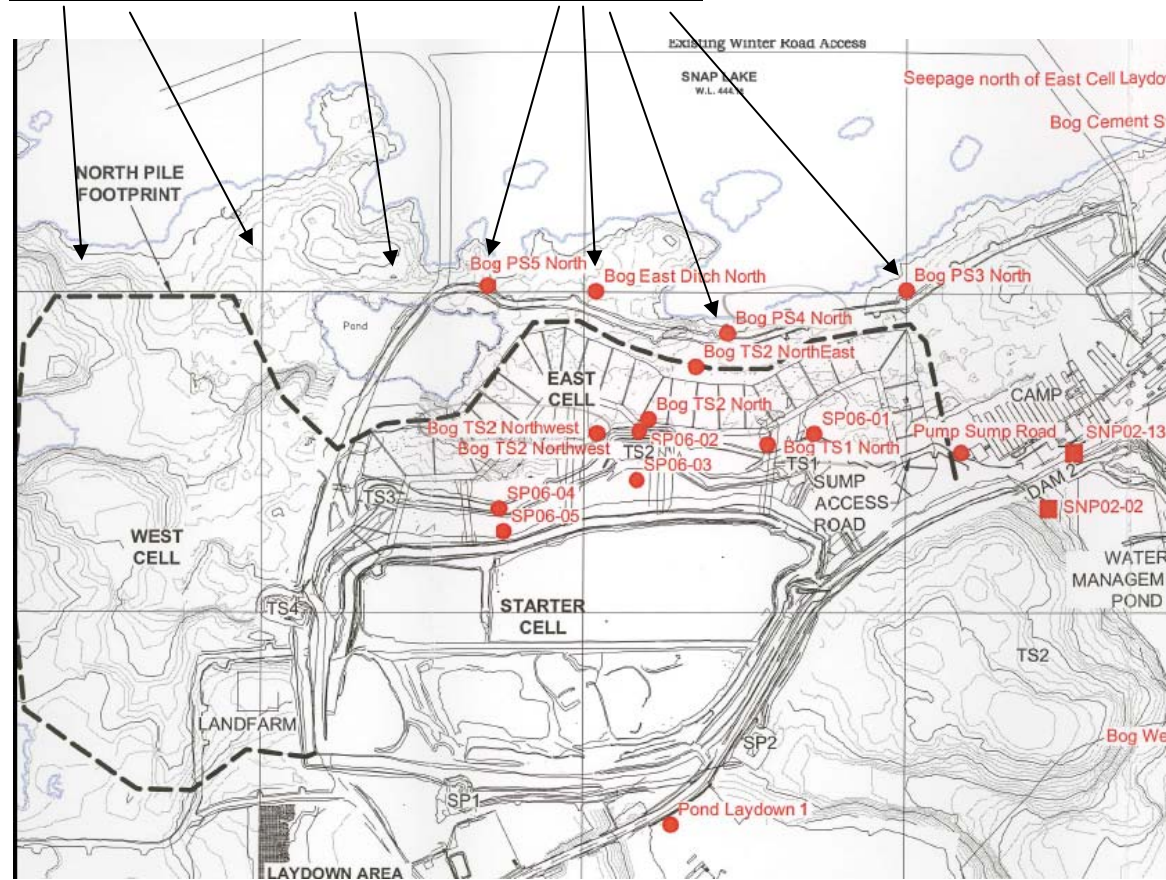 Existing Winter Road Access
SNAP LAKE
Seepage north of East Cell Laydo
Bog Cement S
NORTH PILE
FOOTPRINT
Bog PS5 North
Bog East Ditch North
Bog PS3 North
Bog PS4 North
Pond
Bog TS2 NorthEast
EAST
CELL
CAMP
Bog TS2 North
SP06-01
Bog TS2 Northwest
SP06-02
Pump Sump Road
SNP02-13
Bog TS2 Northwest
TS2
Bog TS1 North
SP06-03
TS1
SUMP
ACCESS
ROAD
DAM 2
TS3
SP06-04
SNP02-02
SP06-05
WEST
CELL
WATER
MANAGEM
POND
STARTER
CELL
TS4
TS2
LANDFARM
SP2
Bog We
SP1
Pond Laydown 1
LAYDOWN AREA